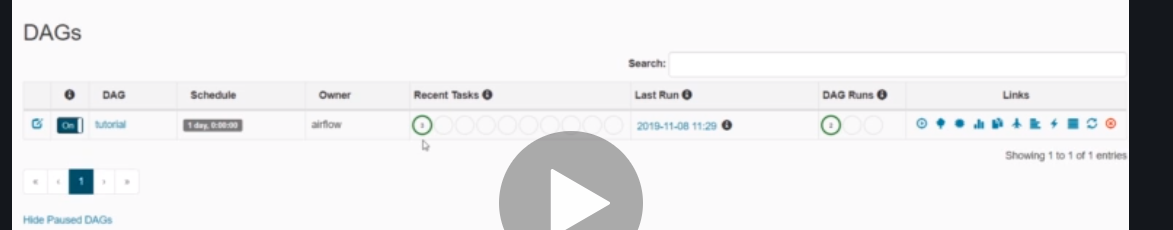 DAGs
Search:
DAG Schedule Owner Recent Tasks Last Run DAG Runs Links
On tutorial 1 day, 0:00:00 airflow 2019-11-08 11:29
Showing 1 to 1 of 1 entries
« ‹ 1 › »
Hide Paused DAGs